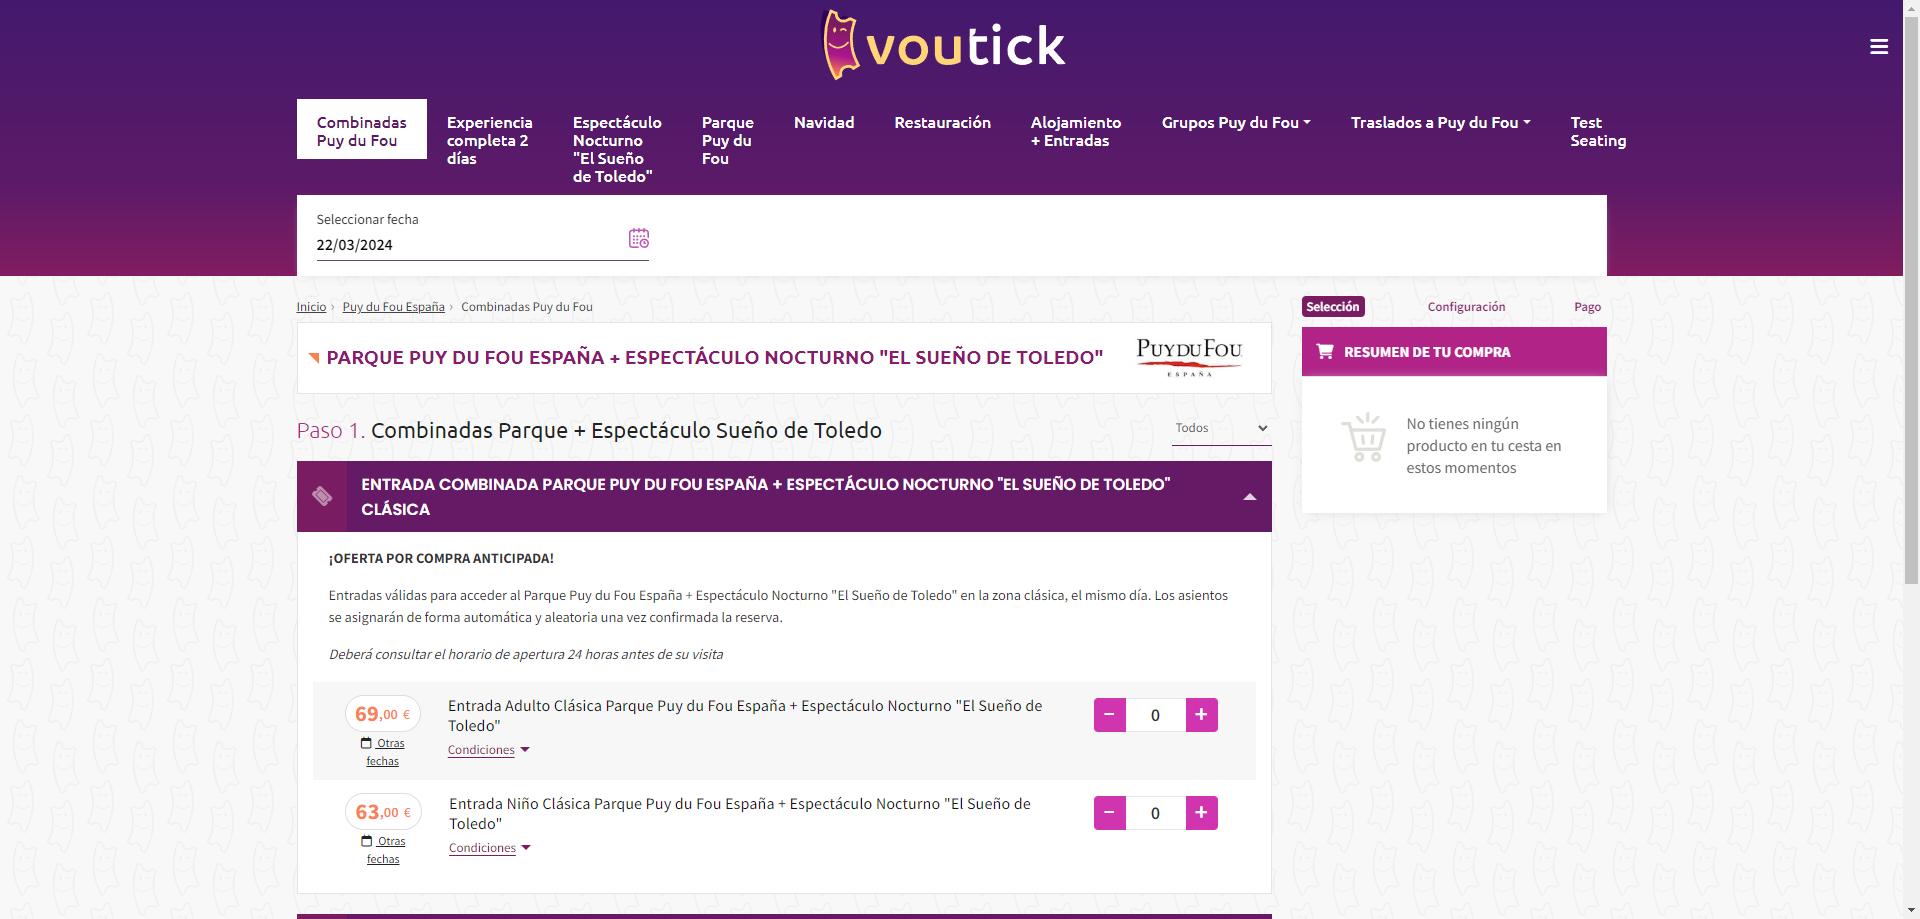 voutick
Combinadas
Puy du Fou
Experiencia
completa 2
días
Espectáculo
Nocturno
"El Sueño
de Toledo"
Parque
Puy du
Fou
Navidad
Restauración
Alojamiento
+ Entradas
Grupos Puy du Fou
Traslados a Puy du Fou
Test
Seating
Seleccionar fecha
22/03/2024
Inicio › Puy du Fou España › Combinadas Puy du Fou
Selección
Configuración
Pago
PARQUE PUY DU FOU ESPAÑA + ESPECTÁCULO NOCTURNO "EL SUEÑO DE TOLEDO"
PUY DU FOU
ESPAÑA
RESUMEN DE TU COMPRA
No tienes ningún
producto en tu cesta en
estos momentos
Paso 1. Combinadas Parque + Espectáculo Sueño de Toledo
Todos
ENTRADA COMBINADA PARQUE PUY DU FOU ESPAÑA + ESPECTÁCULO NOCTURNO "EL SUEÑO DE TOLEDO"
CLÁSICA
¡OFERTA POR COMPRA ANTICIPADA!
Entradas válidas para acceder al Parque Puy du Fou España + Espectáculo Nocturno "El Sueño de Toledo" en la zona clásica, el mismo día. Los asientos
se asignarán de forma automática y aleatoria una vez confirmada la reserva.
Deberá consultar el horario de apertura 24 horas antes de su visita
69,00 €
Otras
fechas
Entrada Adulto Clásica Parque Puy du Fou España + Espectáculo Nocturno "El Sueño de
Toledo"
Condiciones
− 0 +
63,00 €
Otras
fechas
Entrada Niño Clásica Parque Puy du Fou España + Espectáculo Nocturno "El Sueño de
Toledo"
Condiciones
− 0 +